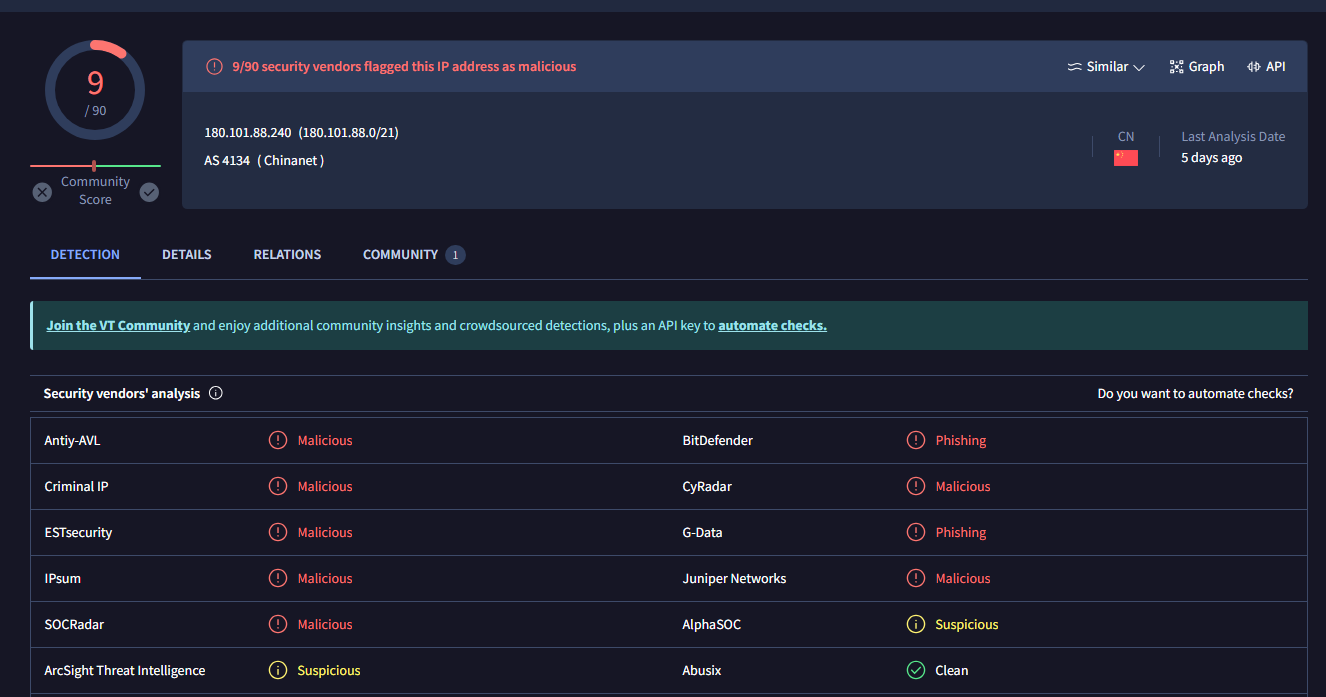 9
/ 90
Community
Score
9/90 security vendors flagged this IP address as malicious
Similar
Graph
API
180.101.88.240 (180.101.88.0/21)
AS 4134 ( Chinanet )
CN
Last Analysis Date
5 days ago
DETECTION
DETAILS
RELATIONS
COMMUNITY 1
Join the VT Community and enjoy additional community insights and crowdsourced detections, plus an API key to automate checks.
Security vendors' analysis
Do you want to automate checks?
Antiy-AVL Malicious BitDefender Phishing
Criminal IP Malicious CyRadar Malicious
ESTsecurity Malicious G-Data Phishing
IPsum Malicious Juniper Networks Malicious
SOCRadar Malicious AlphaSOC Suspicious
ArcSight Threat Intelligence Suspicious Abusix Clean